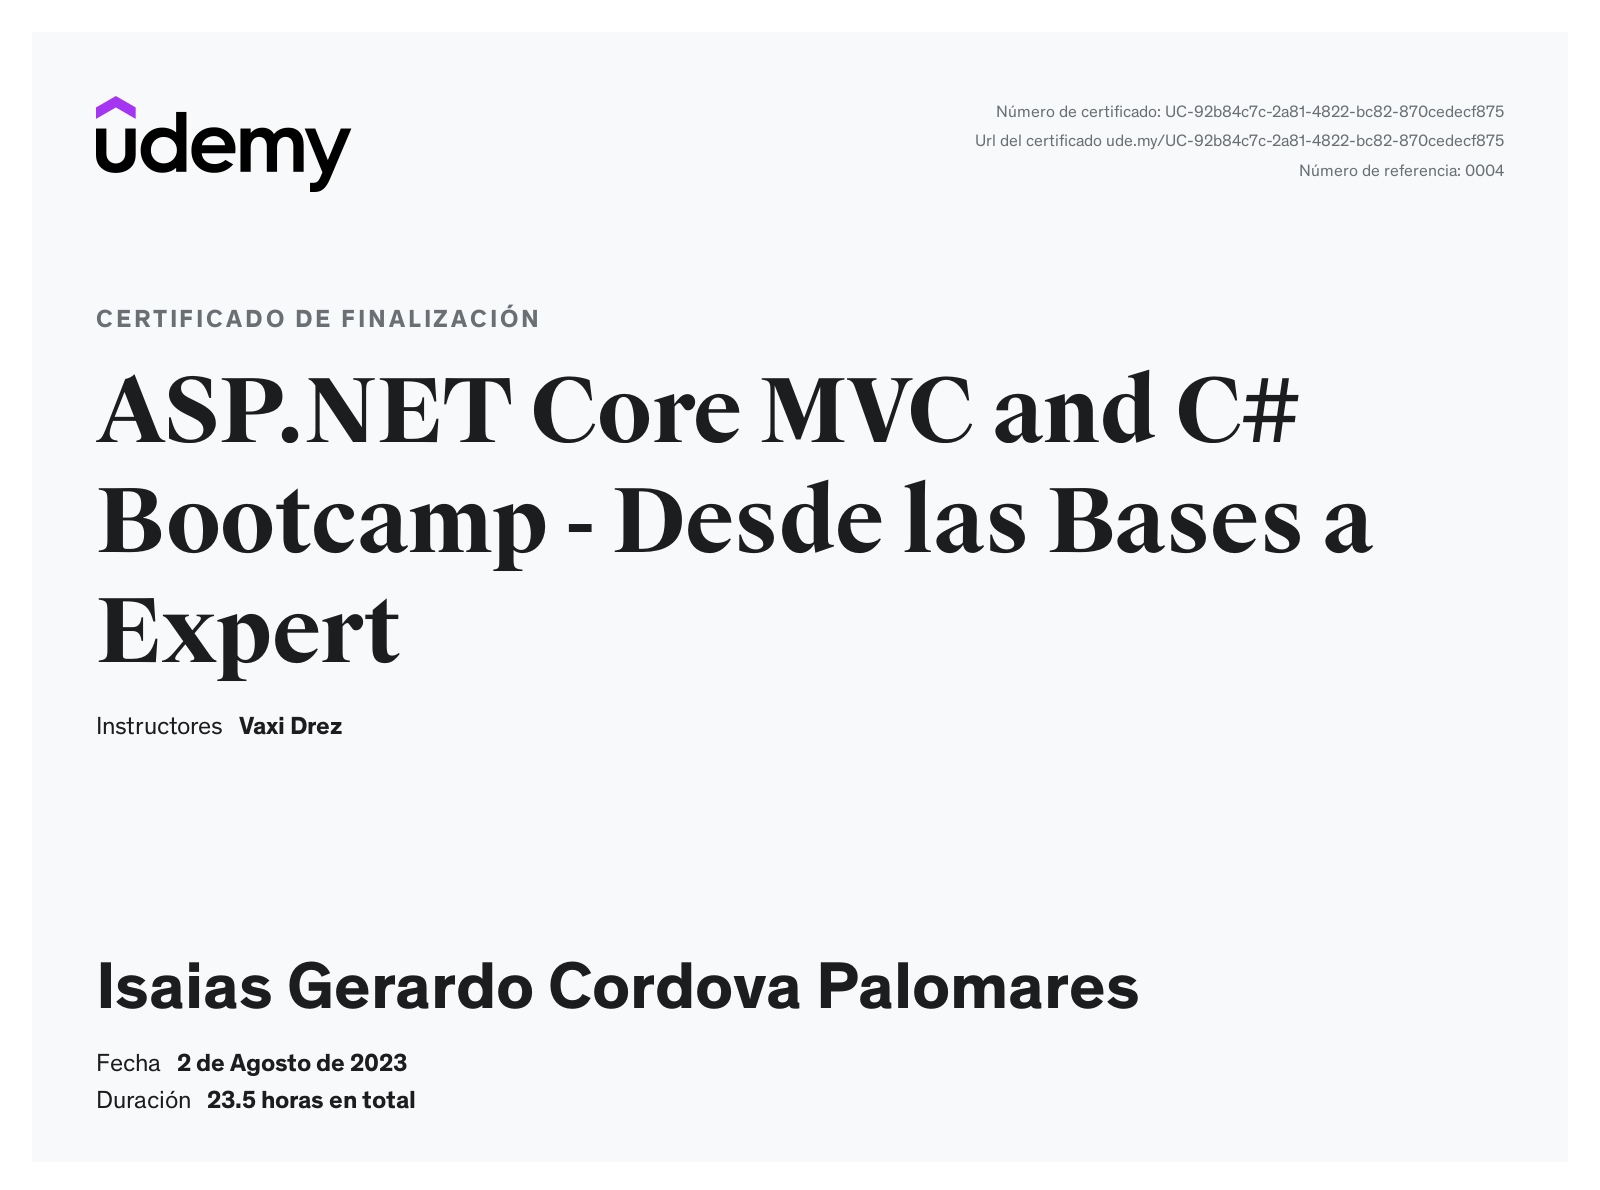 udemy
Número de certificado: UC-92b84c7c-2a81-4822-bc82-870cedecf875
Url del certificado ude.my/UC-92b84c7c-2a81-4822-bc82-870cedecf875
Número de referencia: 0004
CERTIFICADO DE FINALIZACIÓN
ASP.NET Core MVC and C#
Bootcamp - Desde las Bases a
Expert
Instructores Vaxi Drez
Isaias Gerardo Cordova Palomares
Fecha 2 de Agosto de 2023
Duración 23.5 horas en total